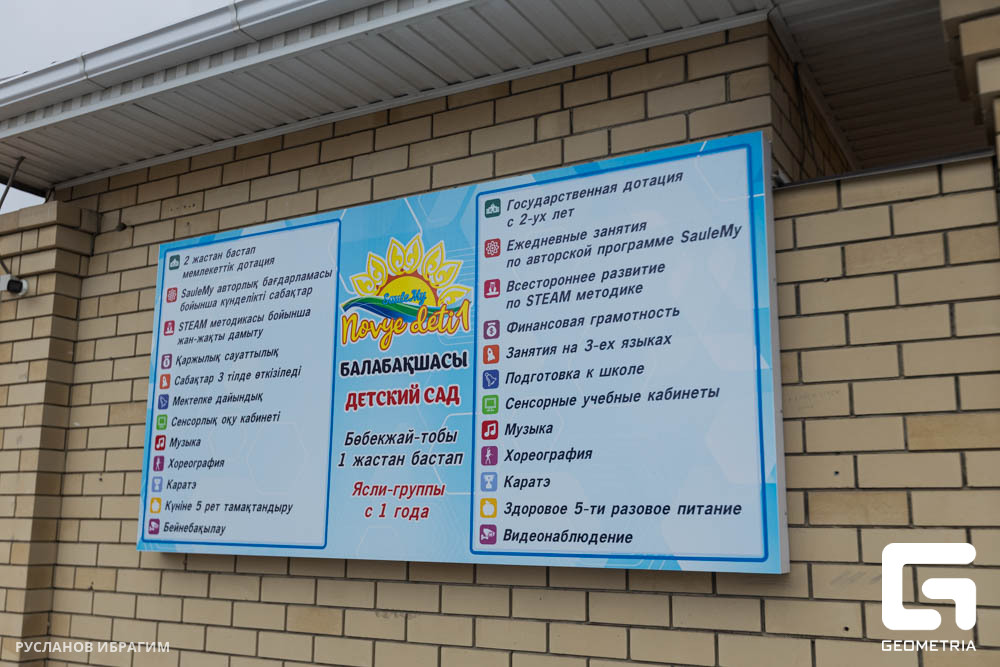 2 жастан бастап
мемлекеттік дотация
SauleMy авторлық бағдарламасы
бойынша күнделікті сабақтар
STEAM методикасы бойынша
жан-жақты дамыту
Қаржылық сауаттылық
Сабақтар 3 тілде өткізіледі
Мектепке дайындық
Сенсорлық оқу кабинеті
Музыка
Хореография
Каратэ
Күніне 5 рет тамақтандыру
Бейнебақылау
SauleMy
Novye deti1
БАЛАБАҚШАСЫ
ДЕТСКИЙ САД
Бөбекжай-тобы
1 жастан бастап
Ясли-группы
с 1 года
Государственная дотация
с 2-ух лет
Ежедневные занятия
по авторской программе SauleMy
Всестороннее развитие
по STEAM методике
Финансовая грамотность
Занятия на 3-ех языках
Подготовка к школе
Сенсорные учебные кабинеты
Музыка
Хореография
Каратэ
Здоровое 5-ти разовое питание
Видеонаблюдение
РУСЛАНОВ ИБРАГИМ
GEOMETRIA